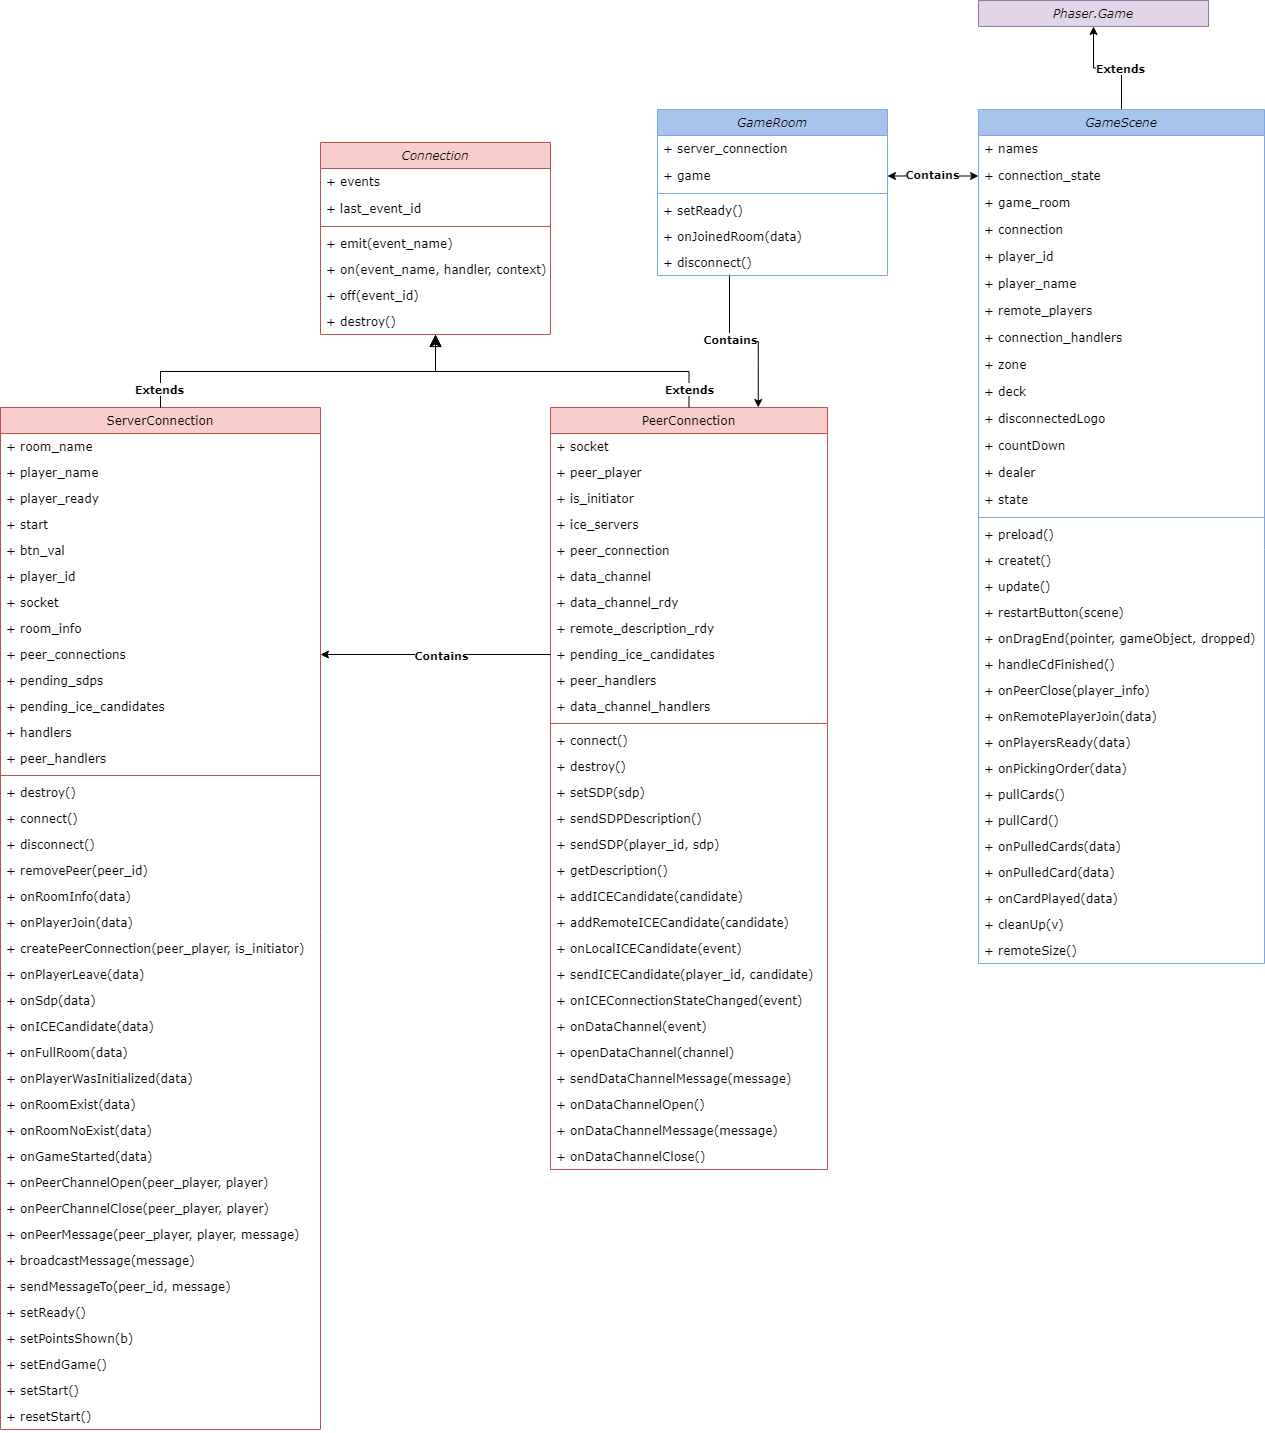 Phaser.Game
Extends
GameScene
+ names
+ connection_state
+ game_room
+ connection
+ player_id
+ player_name
+ remote_players
+ connection_handlers
+ zone
+ deck
+ disconnectedLogo
+ countDown
+ dealer
+ state
+ preload()
+ createt()
+ update()
+ restartButton(scene)
+ onDragEnd(pointer, gameObject, dropped)
+ handleCdFinished()
+ onPeerClose(player_info)
+ onRemotePlayerJoin(data)
+ onPlayersReady(data)
+ onPickingOrder(data)
+ pullCards()
+ pullCard()
+ onPulledCards(data)
+ onPulledCard(data)
+ onCardPlayed(data)
+ cleanUp(v)
+ remoteSize()
Contains
GameRoom
+ server_connection
+ game
+ setReady()
+ onJoinedRoom(data)
+ disconnect()
Contains
Connection
+ events
+ last_event_id
+ emit(event_name)
+ on(event_name, handler, context)
+ off(event_id)
+ destroy()
Extends
Extends
ServerConnection
+ room_name
+ player_name
+ player_ready
+ start
+ btn_val
+ player_id
+ socket
+ room_info
+ peer_connections
+ pending_sdps
+ pending_ice_candidates
+ handlers
+ peer_handlers
+ destroy()
+ connect()
+ disconnect()
+ removePeer(peer_id)
+ onRoomInfo(data)
+ onPlayerJoin(data)
+ createPeerConnection(peer_player, is_initiator)
+ onPlayerLeave(data)
+ onSdp(data)
+ onICECandidate(data)
+ onFullRoom(data)
+ onPlayerWasInitialized(data)
+ onRoomExist(data)
+ onRoomNoExist(data)
+ onGameStarted(data)
+ onPeerChannelOpen(peer_player, player)
+ onPeerChannelClose(peer_player, player)
+ onPeerMessage(peer_player, player, message)
+ broadcastMessage(message)
+ sendMessageTo(peer_id, message)
+ setReady()
+ setPointsShown(b)
+ setEndGame()
+ setStart()
+ resetStart()
Contains
PeerConnection
+ socket
+ peer_player
+ is_initiator
+ ice_servers
+ peer_connection
+ data_channel
+ data_channel_rdy
+ remote_description_rdy
+ pending_ice_candidates
+ peer_handlers
+ data_channel_handlers
+ connect()
+ destroy()
+ setSDP(sdp)
+ sendSDPDescription()
+ sendSDP(player_id, sdp)
+ getDescription()
+ addICECandidate(candidate)
+ addRemoteICECandidate(candidate)
+ onLocalICECandidate(event)
+ sendICECandidate(player_id, candidate)
+ onICEConnectionStateChanged(event)
+ onDataChannel(event)
+ openDataChannel(channel)
+ sendDataChannelMessage(message)
+ onDataChannelOpen()
+ onDataChannelMessage(message)
+ onDataChannelClose()